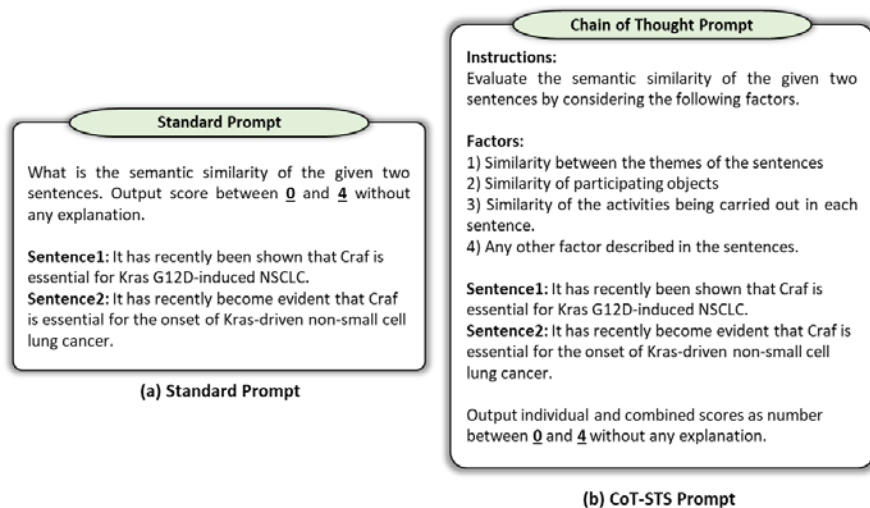 Standard Prompt
What is the semantic similarity of the given two
sentences. Output score between 0 and 4 without
any explanation.
Sentence1: It has recently been shown that Craf is
essential for Kras G12D-induced NSCLC.
Sentence2: It has recently become evident that Craf
is essential for the onset of Kras-driven non-small cell
lung cancer.
(a) Standard Prompt
Chain of Thought Prompt
Instructions:
Evaluate the semantic similarity of the given two
sentences by considering the following factors.
Factors:
1) Similarity between the themes of the sentences
2) Similarity of participating objects
3) Similarity of the activities being carried out in each
sentence.
4) Any other factor described in the sentences.
Sentence1: It has recently been shown that Craf is
essential for Kras G12D-induced NSCLC.
Sentence2: It has recently become evident that Craf is
essential for the onset of Kras-driven non-small cell
lung cancer.
Output individual and combined scores as number
between 0 and 4 without any explanation.
(b) CoT-STS Prompt